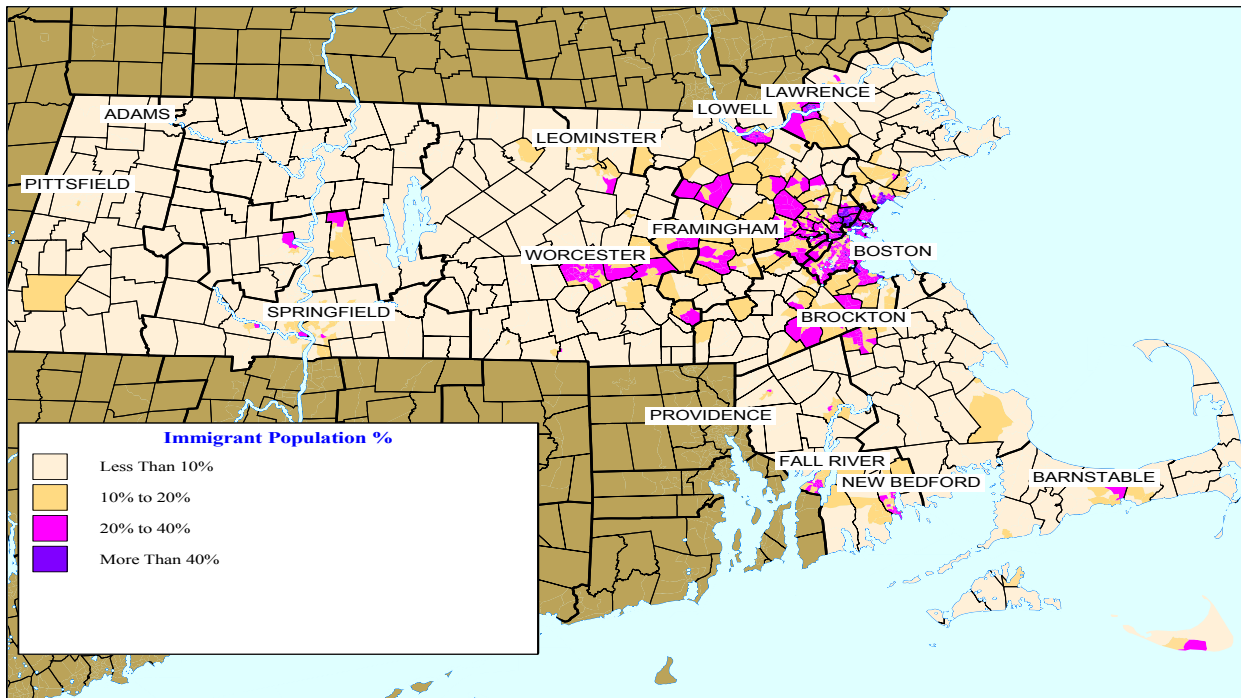 LAWRENCE
ADAMS
LOWELL
LEOMINSTER
PITTSFIELD
FRAMINGHAM
WORCESTER
BOSTON
SPRINGFIELD
BROCKTON
PROVIDENCE
FALL RIVER
NEW BEDFORD
BARNSTABLE
Immigrant Population %
Less Than 10%
10% to 20%
20% to 40%
More Than 40%